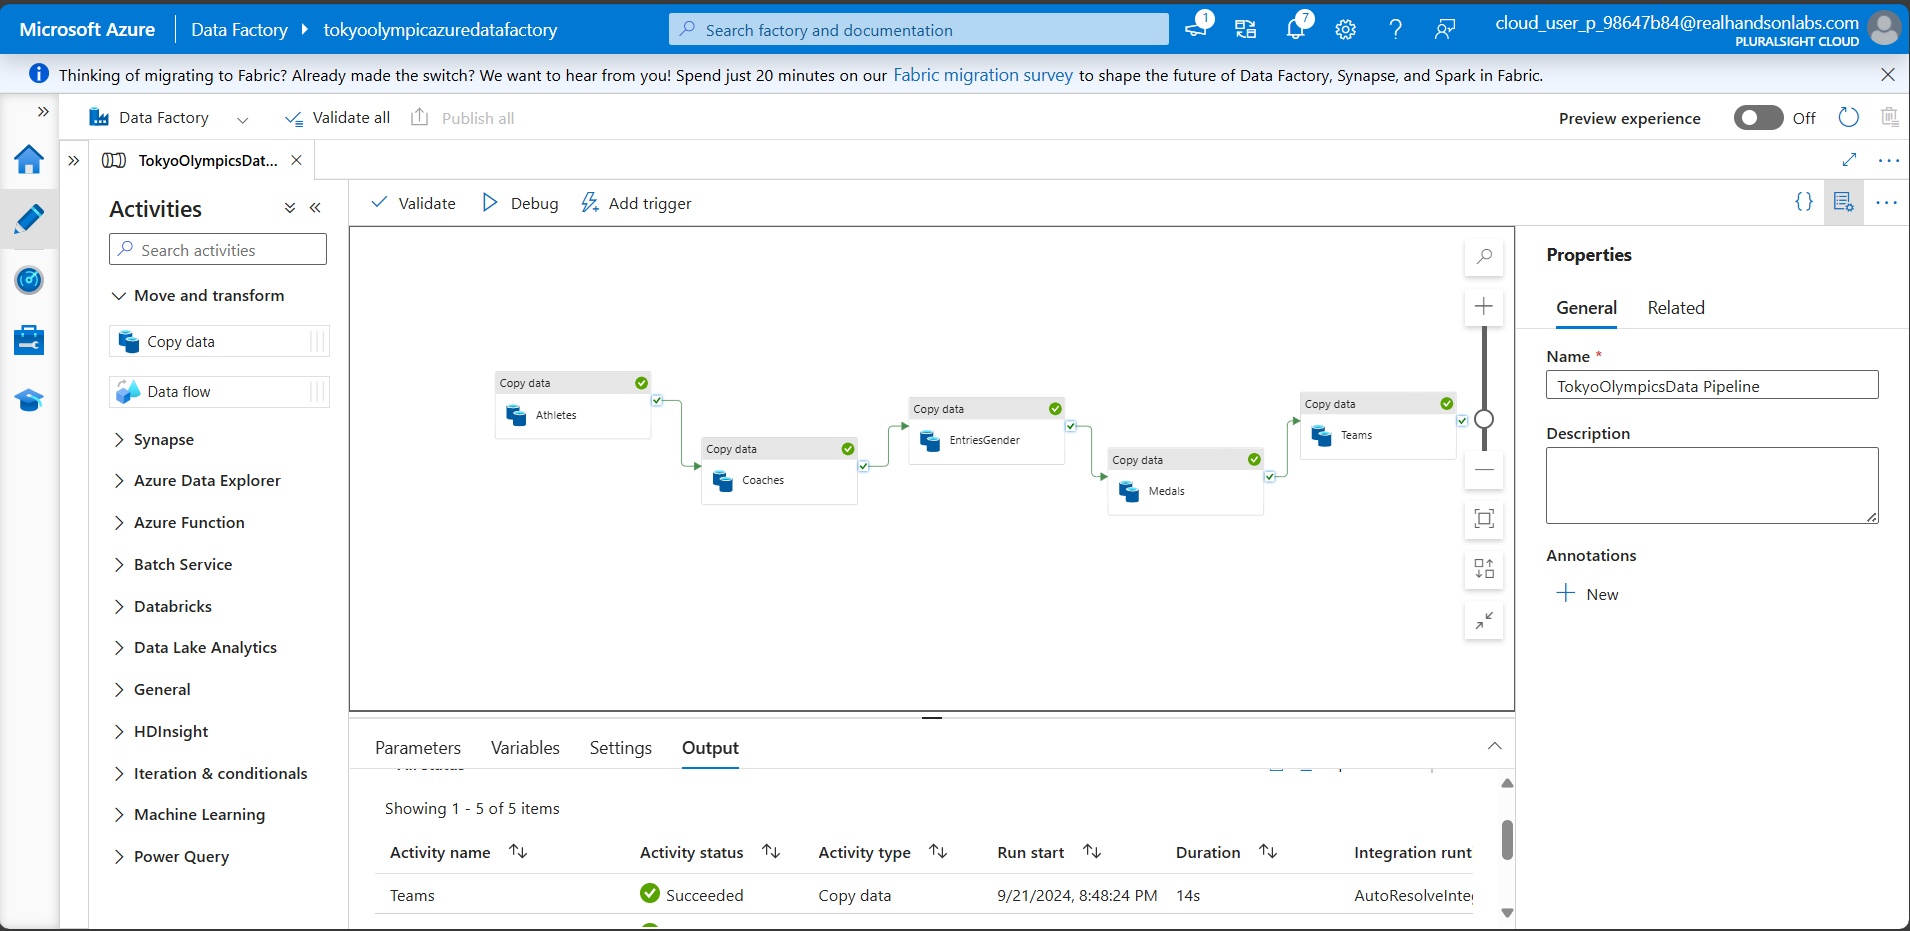 Microsoft Azure
Data Factory
tokyoolympicazuredatafactory
Search factory and documentation
1
7
cloud_user_p_98647b84@realhandsonlabs.com
PLURALSIGHT CLOUD
Thinking of migrating to Fabric? Already made the switch? We want to hear from you! Spend just 20 minutes on our Fabric migration survey to shape the future of Data Factory, Synapse, and Spark in Fabric.
Data Factory
Validate all
Publish all
Preview experience
Off
TokyoOlympicsDat...
Activities
Search activities
Move and transform
Copy data
Data flow
Synapse
Azure Data Explorer
Azure Function
Batch Service
Databricks
Data Lake Analytics
General
HDInsight
Iteration & conditionals
Machine Learning
Power Query
Validate
Debug
Add trigger
Copy data
Athletes
Copy data
Coaches
Copy data
EntriesGender
Copy data
Medals
Copy data
Teams
Parameters
Variables
Settings
Output
Showing 1 - 5 of 5 items
Activity name
Activity status
Activity type
Run start
Duration
Integration runti
Teams
Succeeded
Copy data
9/21/2024, 8:48:24 PM
14s
AutoResolveInteg
Properties
General
Related
Name *
TokyoOlympicsData Pipeline
Description
Annotations
New